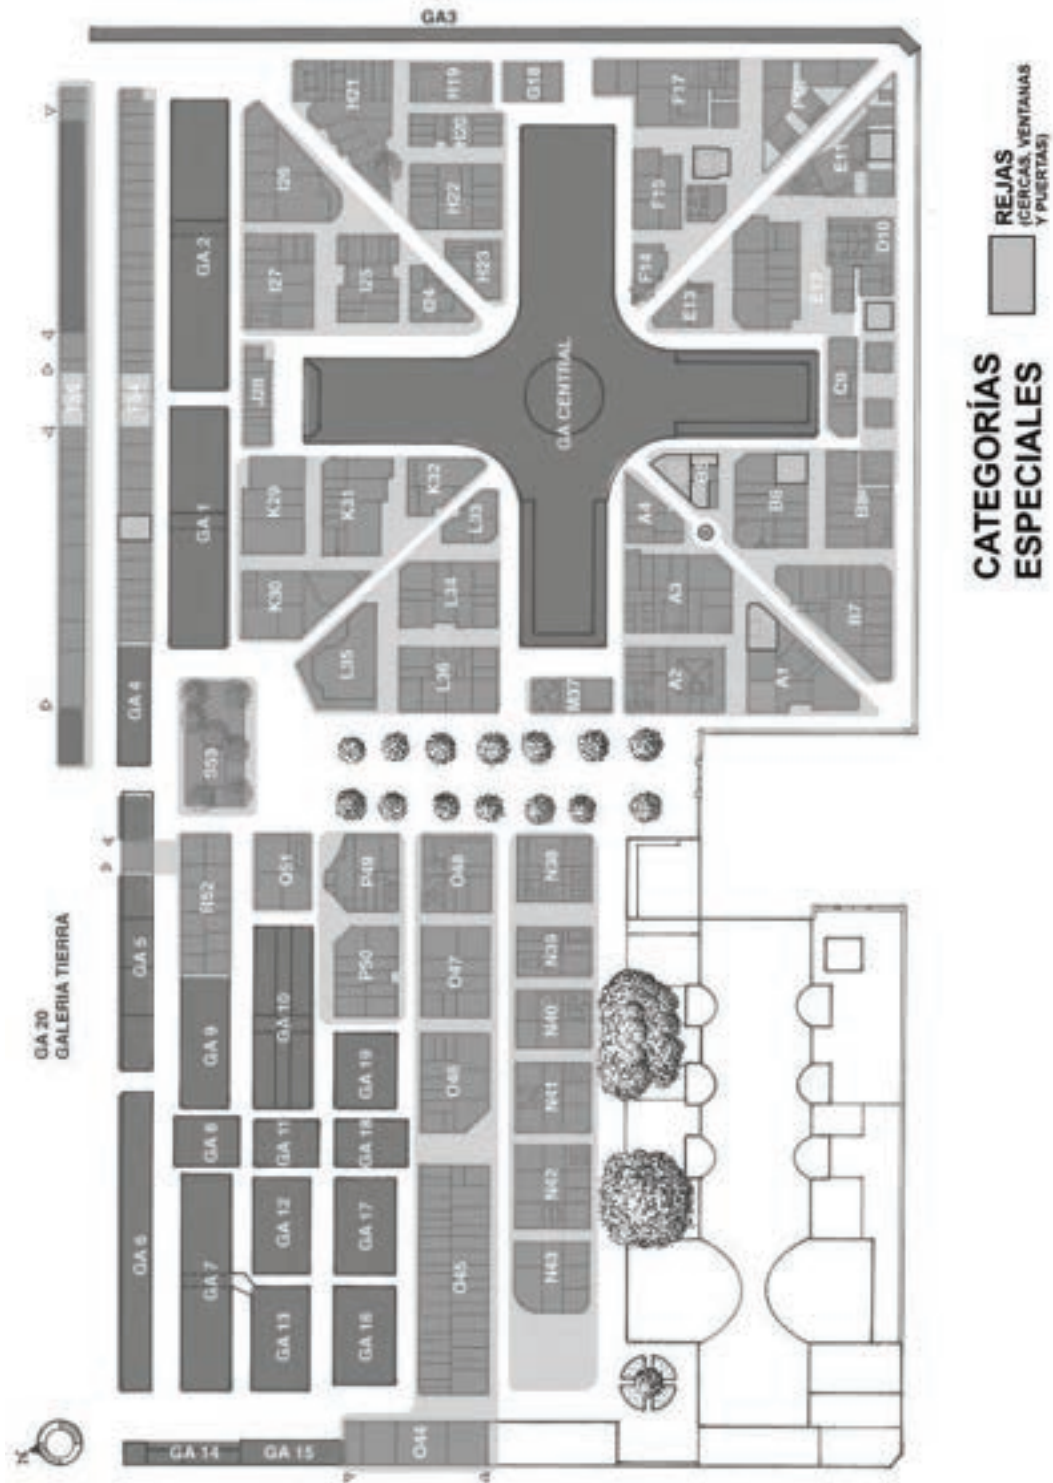 GA3
H21
H19
G18
F17
I26
H20
H22
F15
E11
GA 2
I27
I25
I24
H23
F14
E13
E12
D10
J28
GA CENTRAL
C9
GA 1
K29
K31
K32
L33
A4
B6
K30
L34
A3
B7
GA 4
L35
L36
M37
A2
A1
S53
R52
Q51
P49
O48
N38
GA 5
GA 9
GA 10
P50
O47
N39
GA 19
O46
N40
GA 8
GA 11
GA 18
N41
GA 6
GA 7
GA 12
GA 17
O45
N42
GA 13
GA 16
N43
GA 14
GA 15
O44
N
GA 20
GALERIA TIERRA
CATEGORÍAS
ESPECIALES
REJAS
(CERCAS, VENTANAS
Y PUERTAS)